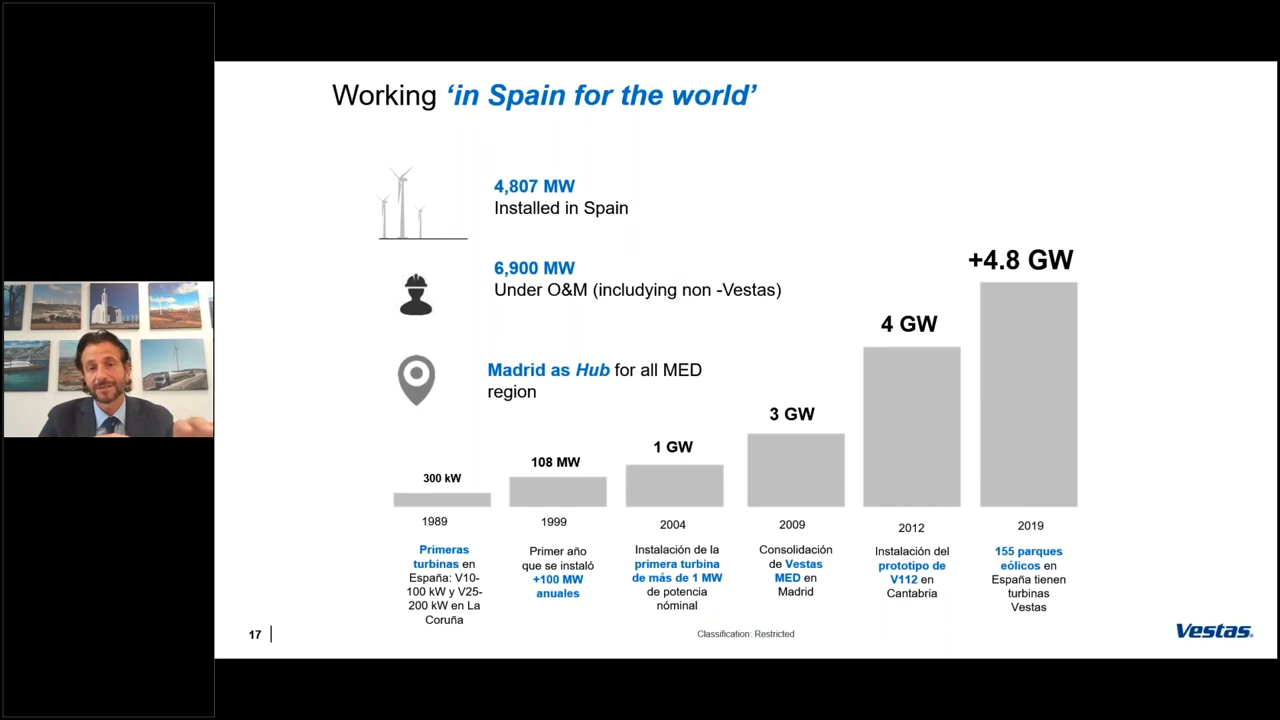 Working ‘in Spain for the world’
4,807 MW
Installed in Spain
6,900 MW
Under O&M (includying non -Vestas)
Madrid as Hub for all MED
region
300 kW
108 MW
1 GW
3 GW
4 GW
+4.8 GW
1989
Primeras
turbinas en
España: V10-
100 kW y V25-
200 kW en La
Coruña
1999
Primer año
que se instaló
+100 MW
anuales
2004
Instalación de la
primera turbina
de más de 1 MW
de potencia
nóminal
2009
Consolidación
de Vestas
MED en
Madrid
2012
Instalación del
prototipo de
V112 en
Cantabria
2019
155 parques
eólicos en
España tienen
turbinas
Vestas
17
Classification: Restricted
Vestas.